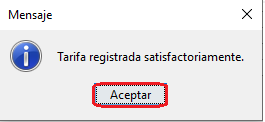 Mensaje
Tarifa registrada satisfactoriamente.
Aceptar